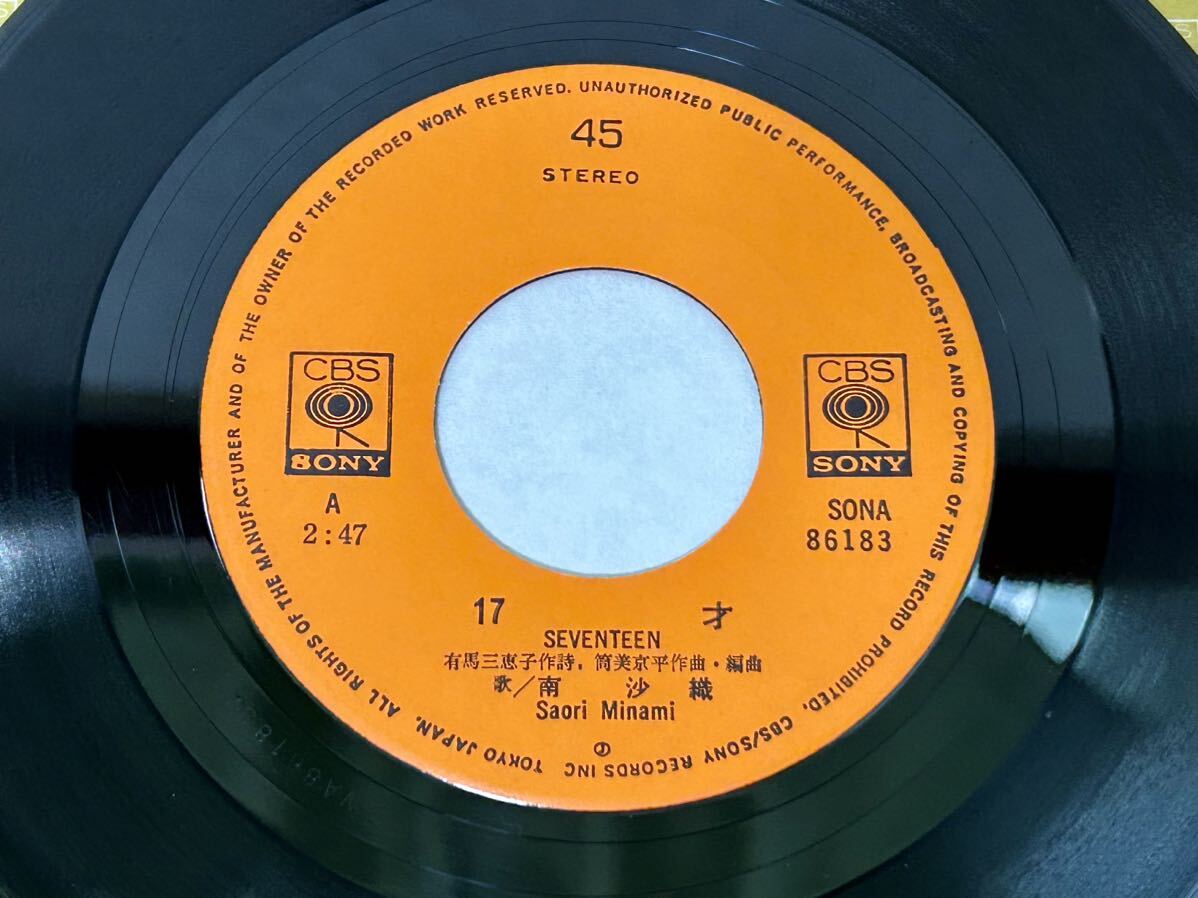 ALL RIGHTS OF THE MANUFACTURER AND OF THE OWNER OF THE RECORDED WORK RESERVED. UNAUTHORIZED PUBLIC PERFORMANCE, BROADCASTING AND COPYING OF THIS RECORD PROHIBITED. CBS/SONY RECORDS INC TOKYO JAPAN.
45
STEREO
CBS
SONY
CBS
SONY
A
2:47
SONA
86183
17 才
SEVENTEEN
有馬三恵子作詩,筒美京平作曲・編曲
歌/南 沙 織
Saori Minami
Ⓟ